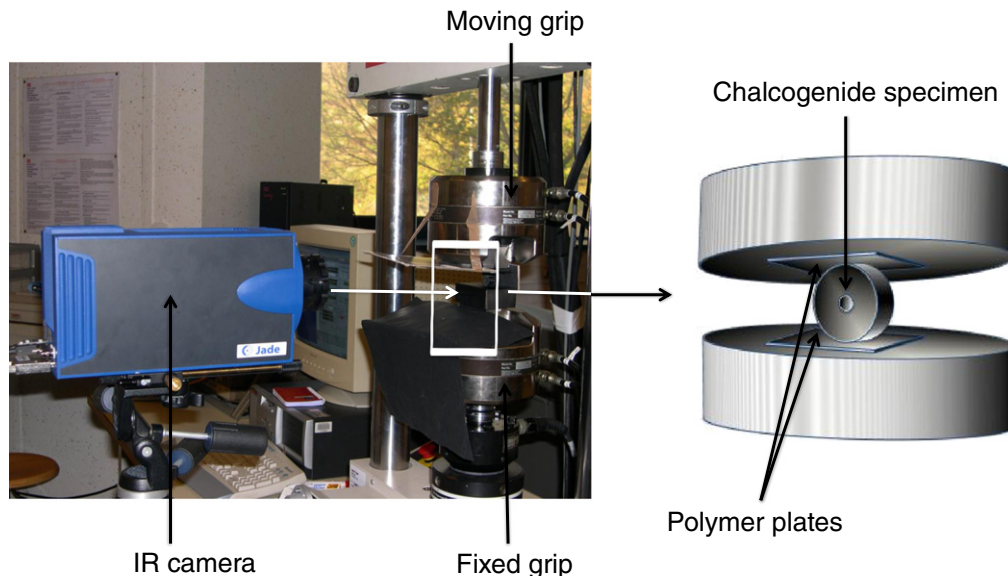 Moving grip
Chalcogenide specimen
Jade
Polymer plates
IR camera
Fixed grip